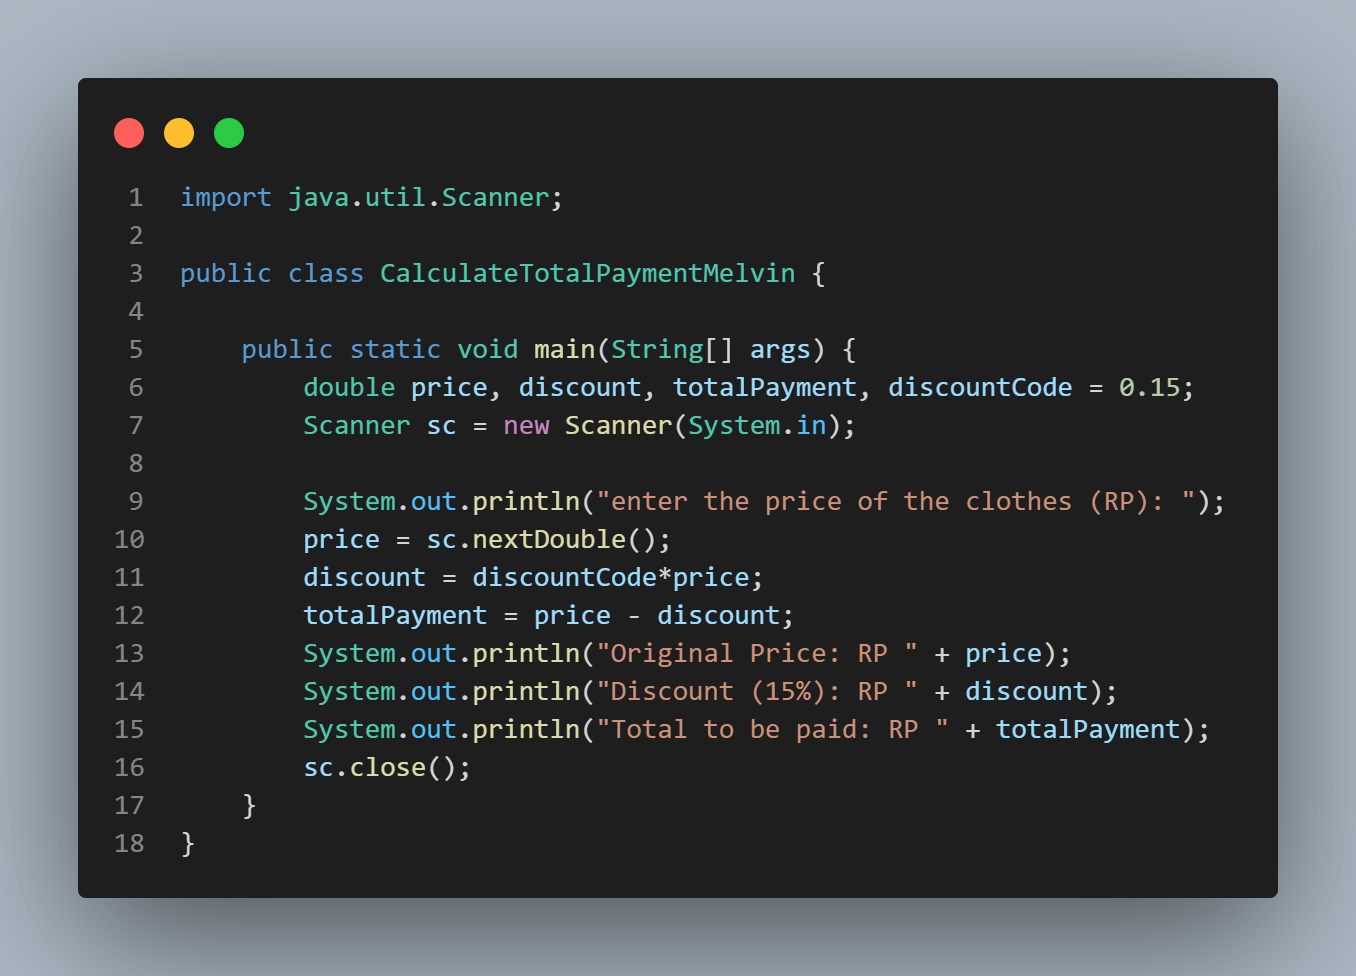 1 import java.util.Scanner;
2
3 public class CalculateTotalPaymentMelvin {
4
5     public static void main(String[] args) {
6         double price, discount, totalPayment, discountCode = 0.15;
7         Scanner sc = new Scanner(System.in);
8
9         System.out.println("enter the price of the clothes (RP): ");
10         price = sc.nextDouble();
11         discount = discountCode*price;
12         totalPayment = price - discount;
13         System.out.println("Original Price: RP " + price);
14         System.out.println("Discount (15%): RP " + discount);
15         System.out.println("Total to be paid: RP " + totalPayment);
16         sc.close();
17     }
18 }